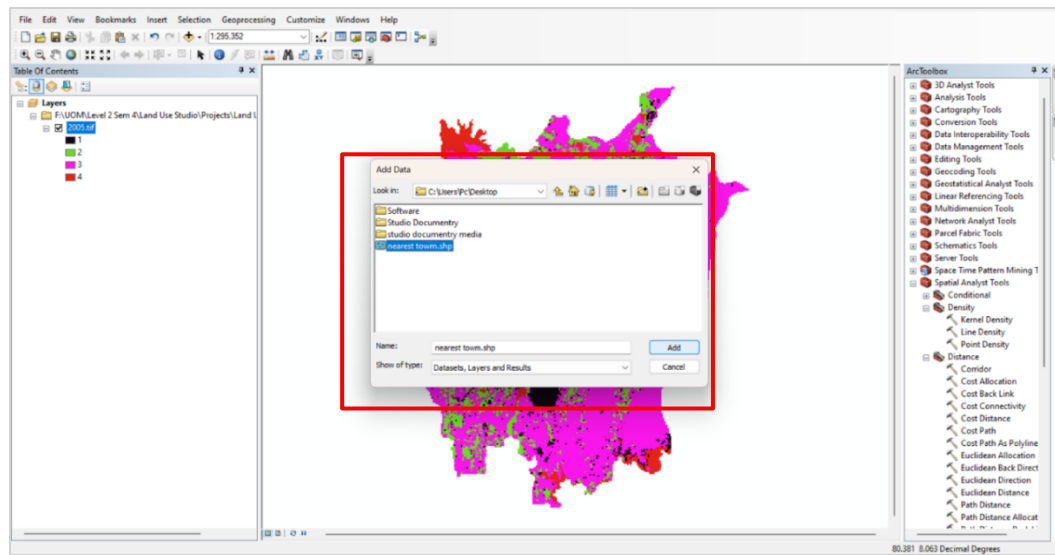 File Edit View Bookmarks Insert Selection Geoprocessing Customize Windows Help
1:295,352
Table Of Contents
Layers
F:\UOM\Level 2 Sem 4\Land Use Studio\Projects\Land U
2005.tif
1
2
3
4
Add Data
Look in: C:\Users\Pc\Desktop
Software
Studio Documentry
studio documentry media
nearest towm.shp
Name: nearest towm.shp Add
Show of type: Datasets, Layers and Results Cancel
ArcToolbox
3D Analyst Tools
Analysis Tools
Cartography Tools
Conversion Tools
Data Interoperability Tools
Data Management Tools
Editing Tools
Geocoding Tools
Geostatistical Analyst Tools
Linear Referencing Tools
Multidimension Tools
Network Analyst Tools
Parcel Fabric Tools
Schematics Tools
Server Tools
Space Time Pattern Mining T
Spatial Analyst Tools
Conditional
Density
Kernel Density
Line Density
Point Density
Distance
Corridor
Cost Allocation
Cost Back Link
Cost Connectivity
Cost Distance
Cost Path
Cost Path As Polyline
Euclidean Allocation
Euclidean Back Direct
Euclidean Direction
Euclidean Distance
Path Distance
Path Distance Allocat
80.381 8.063 Decimal Degrees